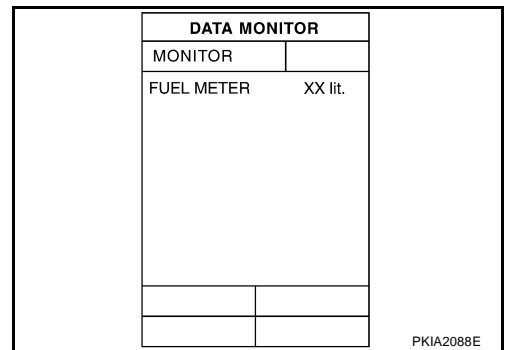 DATA MONITOR
MONITOR
FUEL METER XX lit.
PKIA2088E